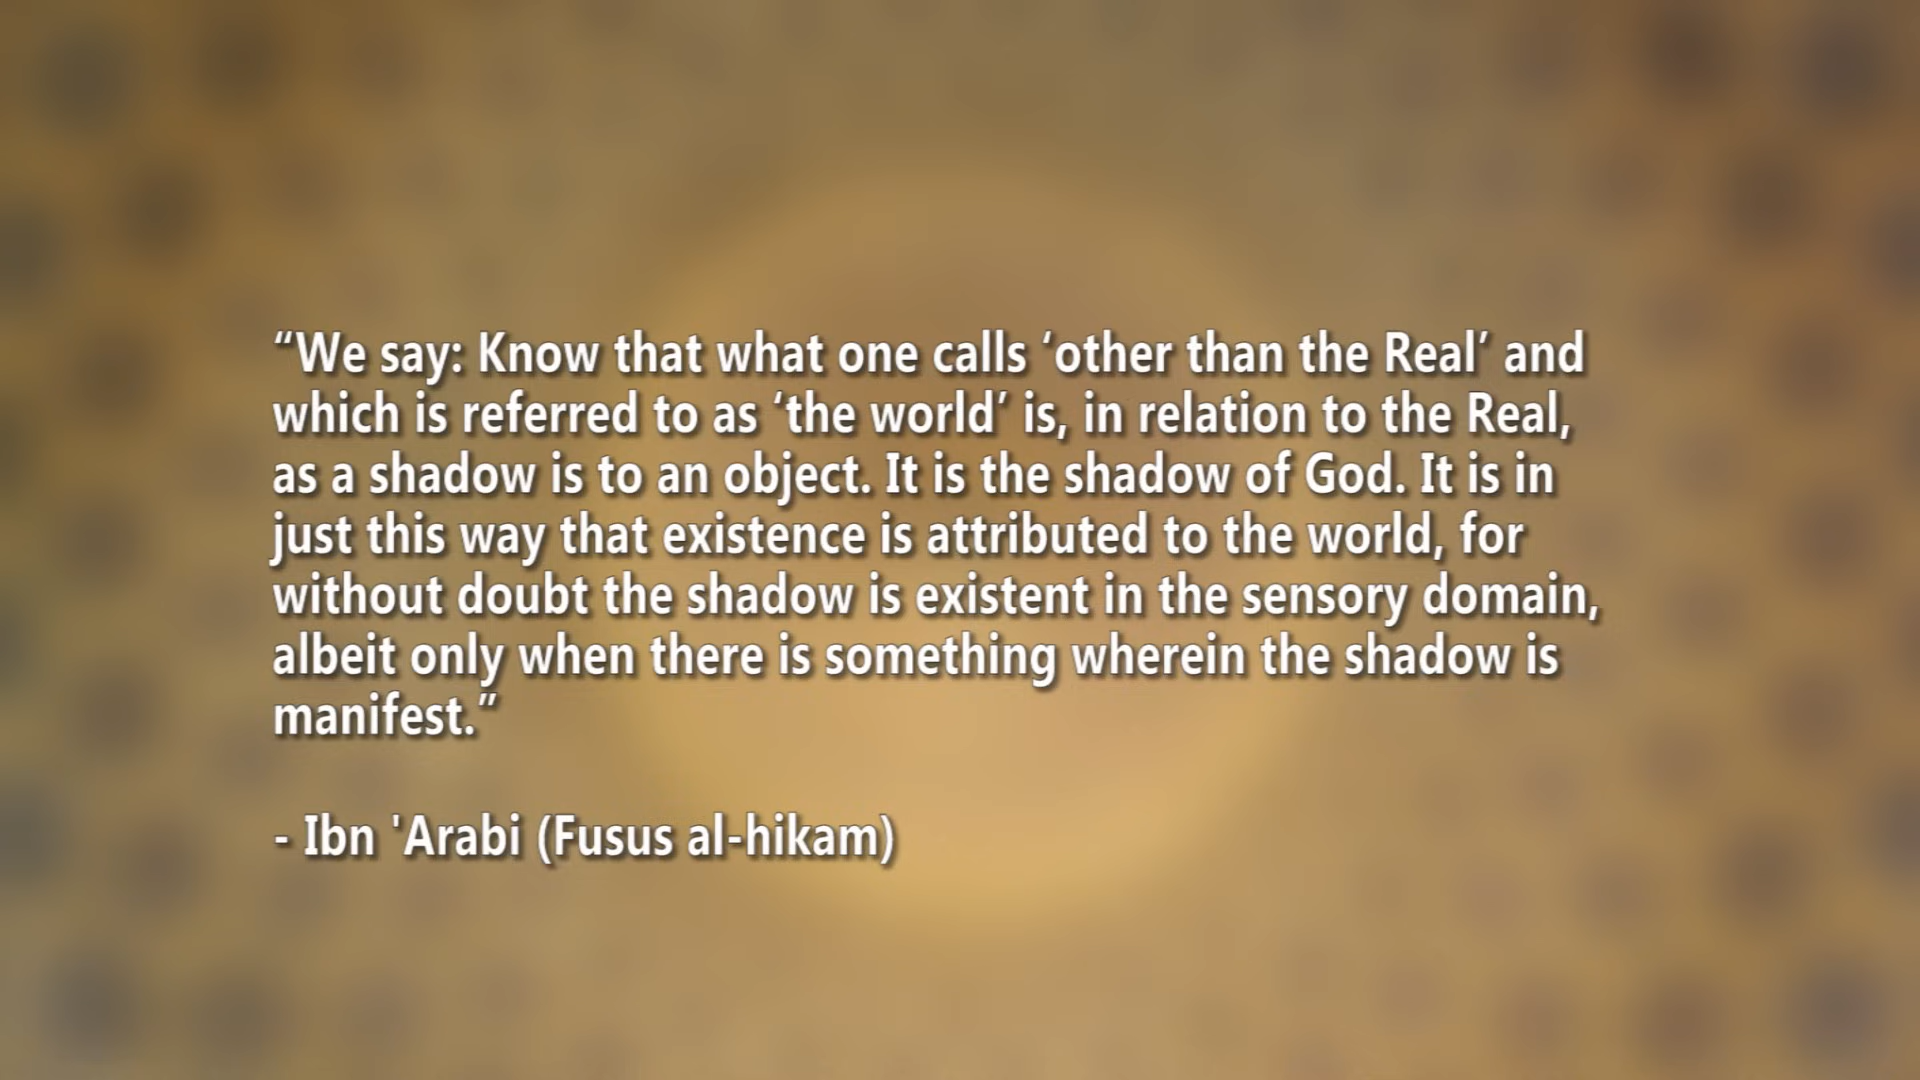 “We say: Know that what one calls ‘other than the Real’ and
which is referred to as ‘the world’ is, in relation to the Real,
as a shadow is to an object. It is the shadow of God. It is in
just this way that existence is attributed to the world, for
without doubt the shadow is existent in the sensory domain,
albeit only when there is something wherein the shadow is
manifest.”
- Ibn 'Arabi (Fusus al-hikam)